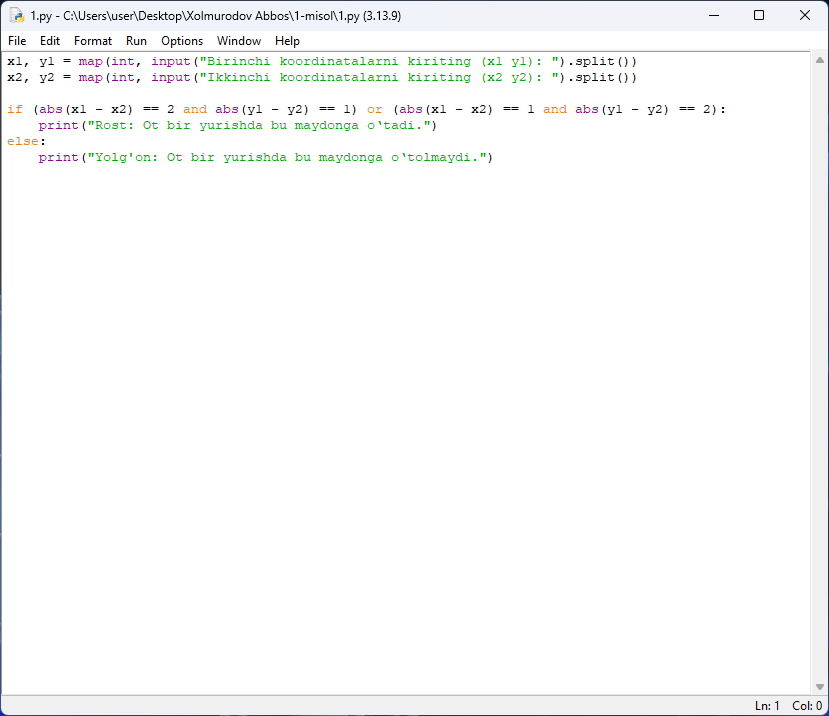 1.py - C:\Users\user\Desktop\Xolmurodov Abbos\1-misol\1.py (3.13.9)
File Edit Format Run Options Window Help
x1, y1 = map(int, input("Birinchi koordinatalarni kiriting (x1 y1): ").split())
x2, y2 = map(int, input("Ikkinchi koordinatalarni kiriting (x2 y2): ").split())
if (abs(x1 - x2) == 2 and abs(y1 - y2) == 1) or (abs(x1 - x2) == 1 and abs(y1 - y2) == 2):
    print("Rost: Ot bir yurishda bu maydonga o‘tadi.")
else:
    print("Yolg'on: Ot bir yurishda bu maydonga o‘tolmaydi.")
Ln: 1 Col: 0